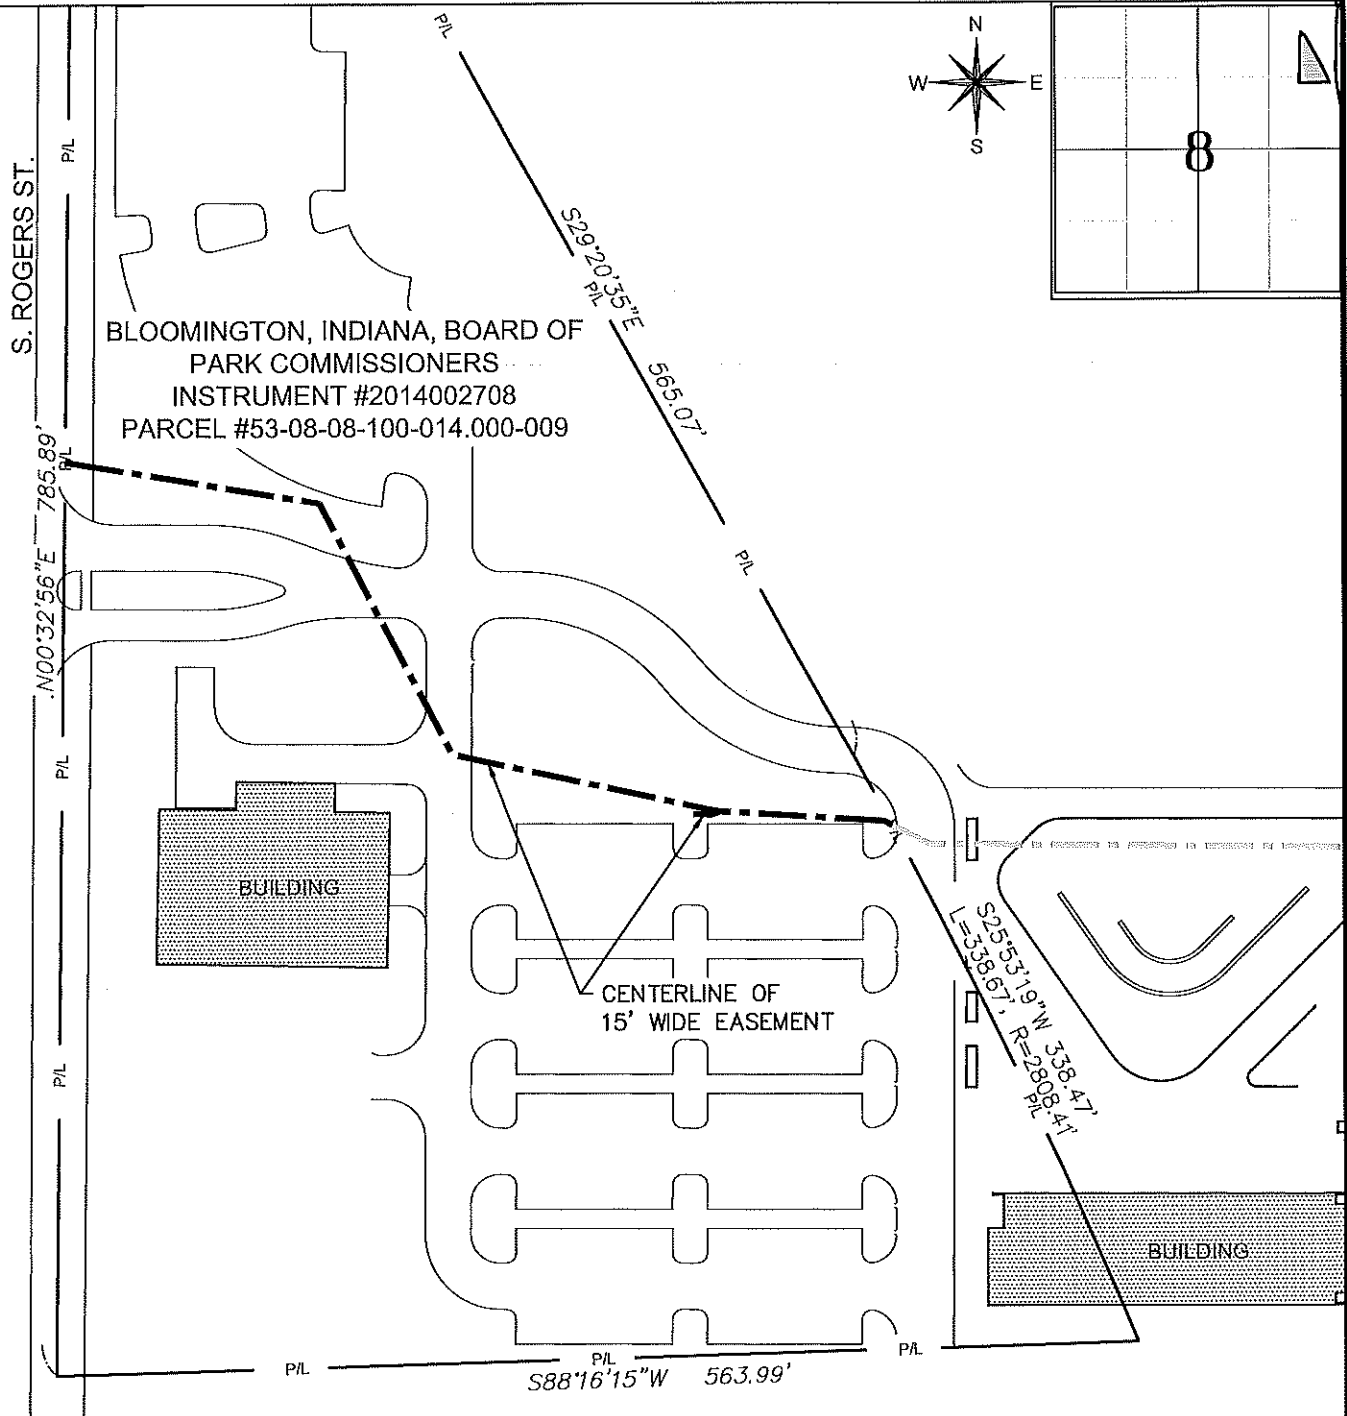 P/L
N
W E
S
8
P/L
S. ROGERS ST.
S29°20'35"E 565.07'
P/L
BLOOMINGTON, INDIANA, BOARD OF
PARK COMMISSIONERS
INSTRUMENT #2014002708
PARCEL #53-08-08-100-014.000-009
P/L
N00°32'56"E 785.89'
P/L
P/L
BUILDING
S25°53'19"W 338.47'
L=338.67', R=2808.41'
P/L
CENTERLINE OF
15' WIDE EASEMENT
P/L
BUILDING
P/L
P/L
P/L
S88°16'15"W 563.99'